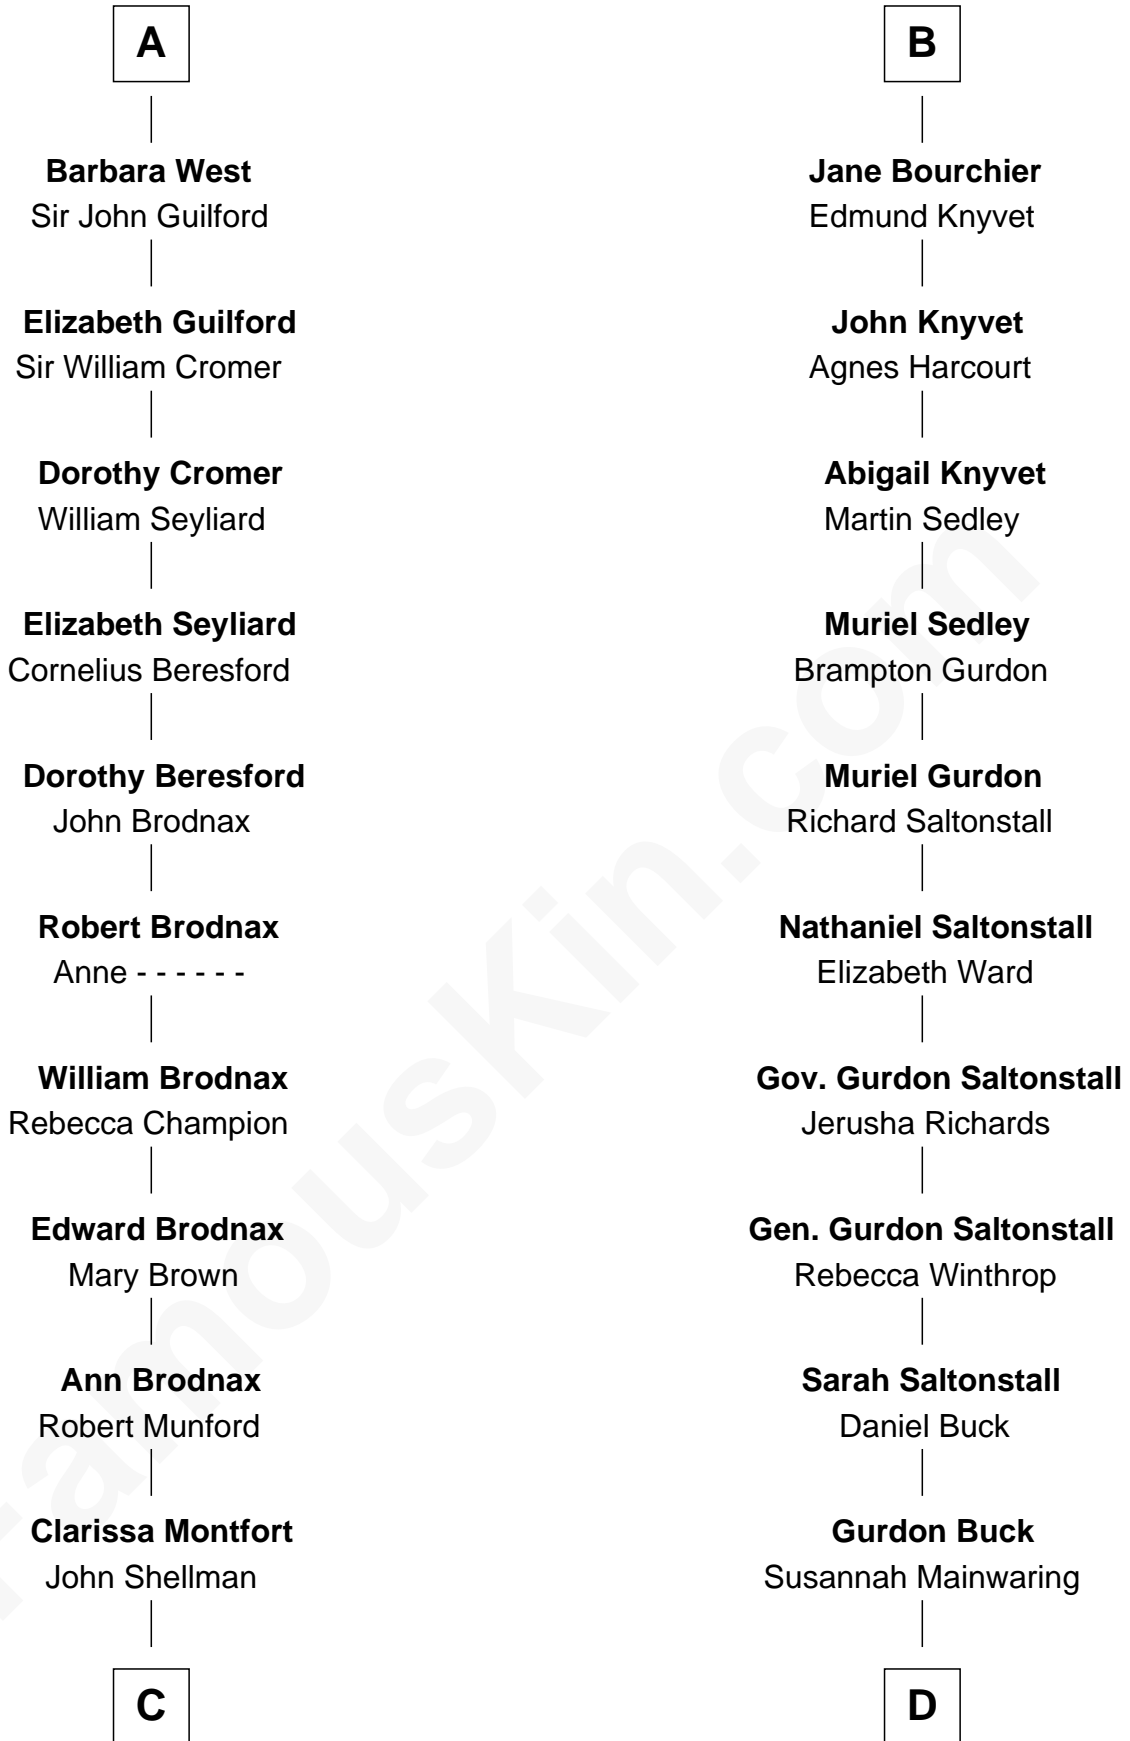 A
Barbara West
Sir John Guilford
Elizabeth Guilford
Sir William Cromer
Dorothy Cromer
William Seyliard
Elizabeth Seyliard
Cornelius Beresford
Dorothy Beresford
John Brodnax
Robert Brodnax
Anne - - - - - -
William Brodnax
Rebecca Champion
Edward Brodnax
Mary Brown
Ann Brodnax
Robert Munford
Clarissa Montfort
John Shellman
C
B
Jane Bourchier
Edmund Knyvet
John Knyvet
Agnes Harcourt
Abigail Knyvet
Martin Sedley
Muriel Sedley
Brampton Gurdon
Muriel Gurdon
Richard Saltonstall
Nathaniel Saltonstall
Elizabeth Ward
Gov. Gurdon Saltonstall
Jerusha Richards
Gen. Gurdon Saltonstall
Rebecca Winthrop
Sarah Saltonstall
Daniel Buck
Gurdon Buck
Susannah Mainwaring
D
FamousKin.com